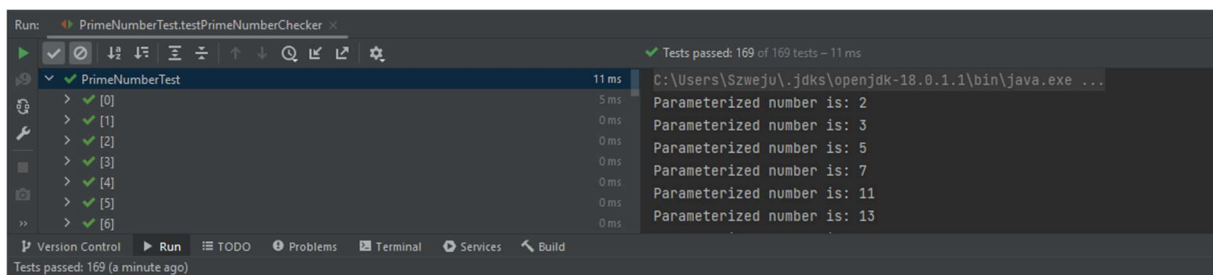 Run: PrimeNumberTest.testPrimeNumberChecker
Tests passed: 169 of 169 tests – 11 ms
PrimeNumberTest 11 ms
[0] 5 ms
[1] 0 ms
[2] 0 ms
[3] 0 ms
[4] 0 ms
[5] 0 ms
[6] 0 ms
C:\Users\Szweju\.jdks\openjdk-18.0.1.1\bin\java.exe ...
Parameterized number is: 2
Parameterized number is: 3
Parameterized number is: 5
Parameterized number is: 7
Parameterized number is: 11
Parameterized number is: 13
Version Control Run TODO Problems Terminal Services Build
Tests passed: 169 (a minute ago)